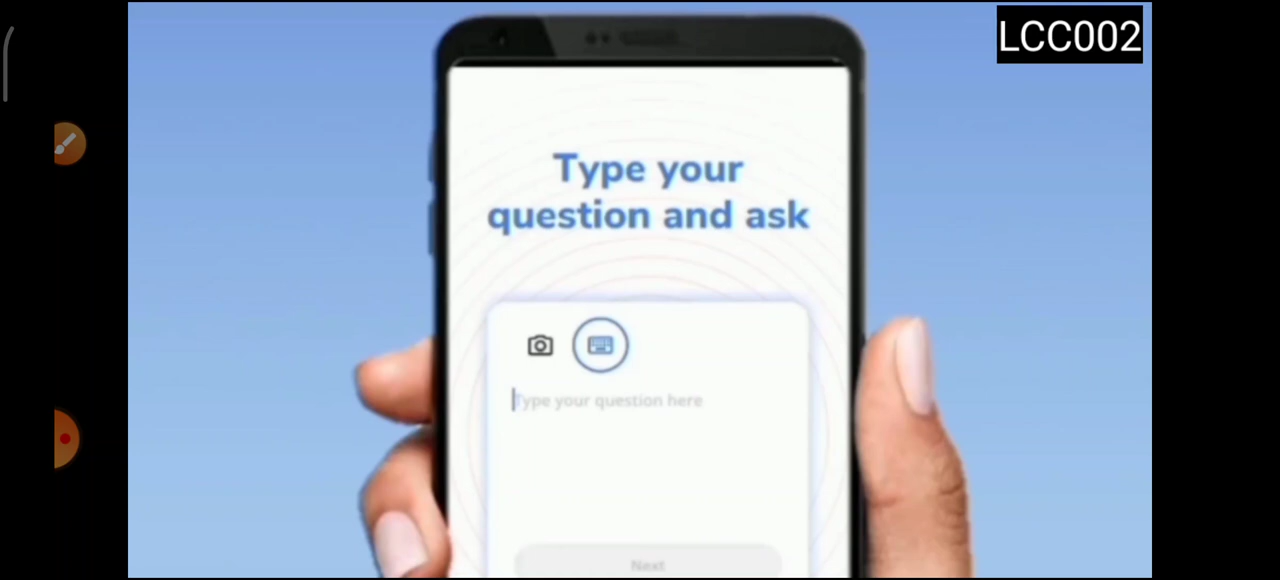 LCC002
Type your
question and ask
Type your question here
Next